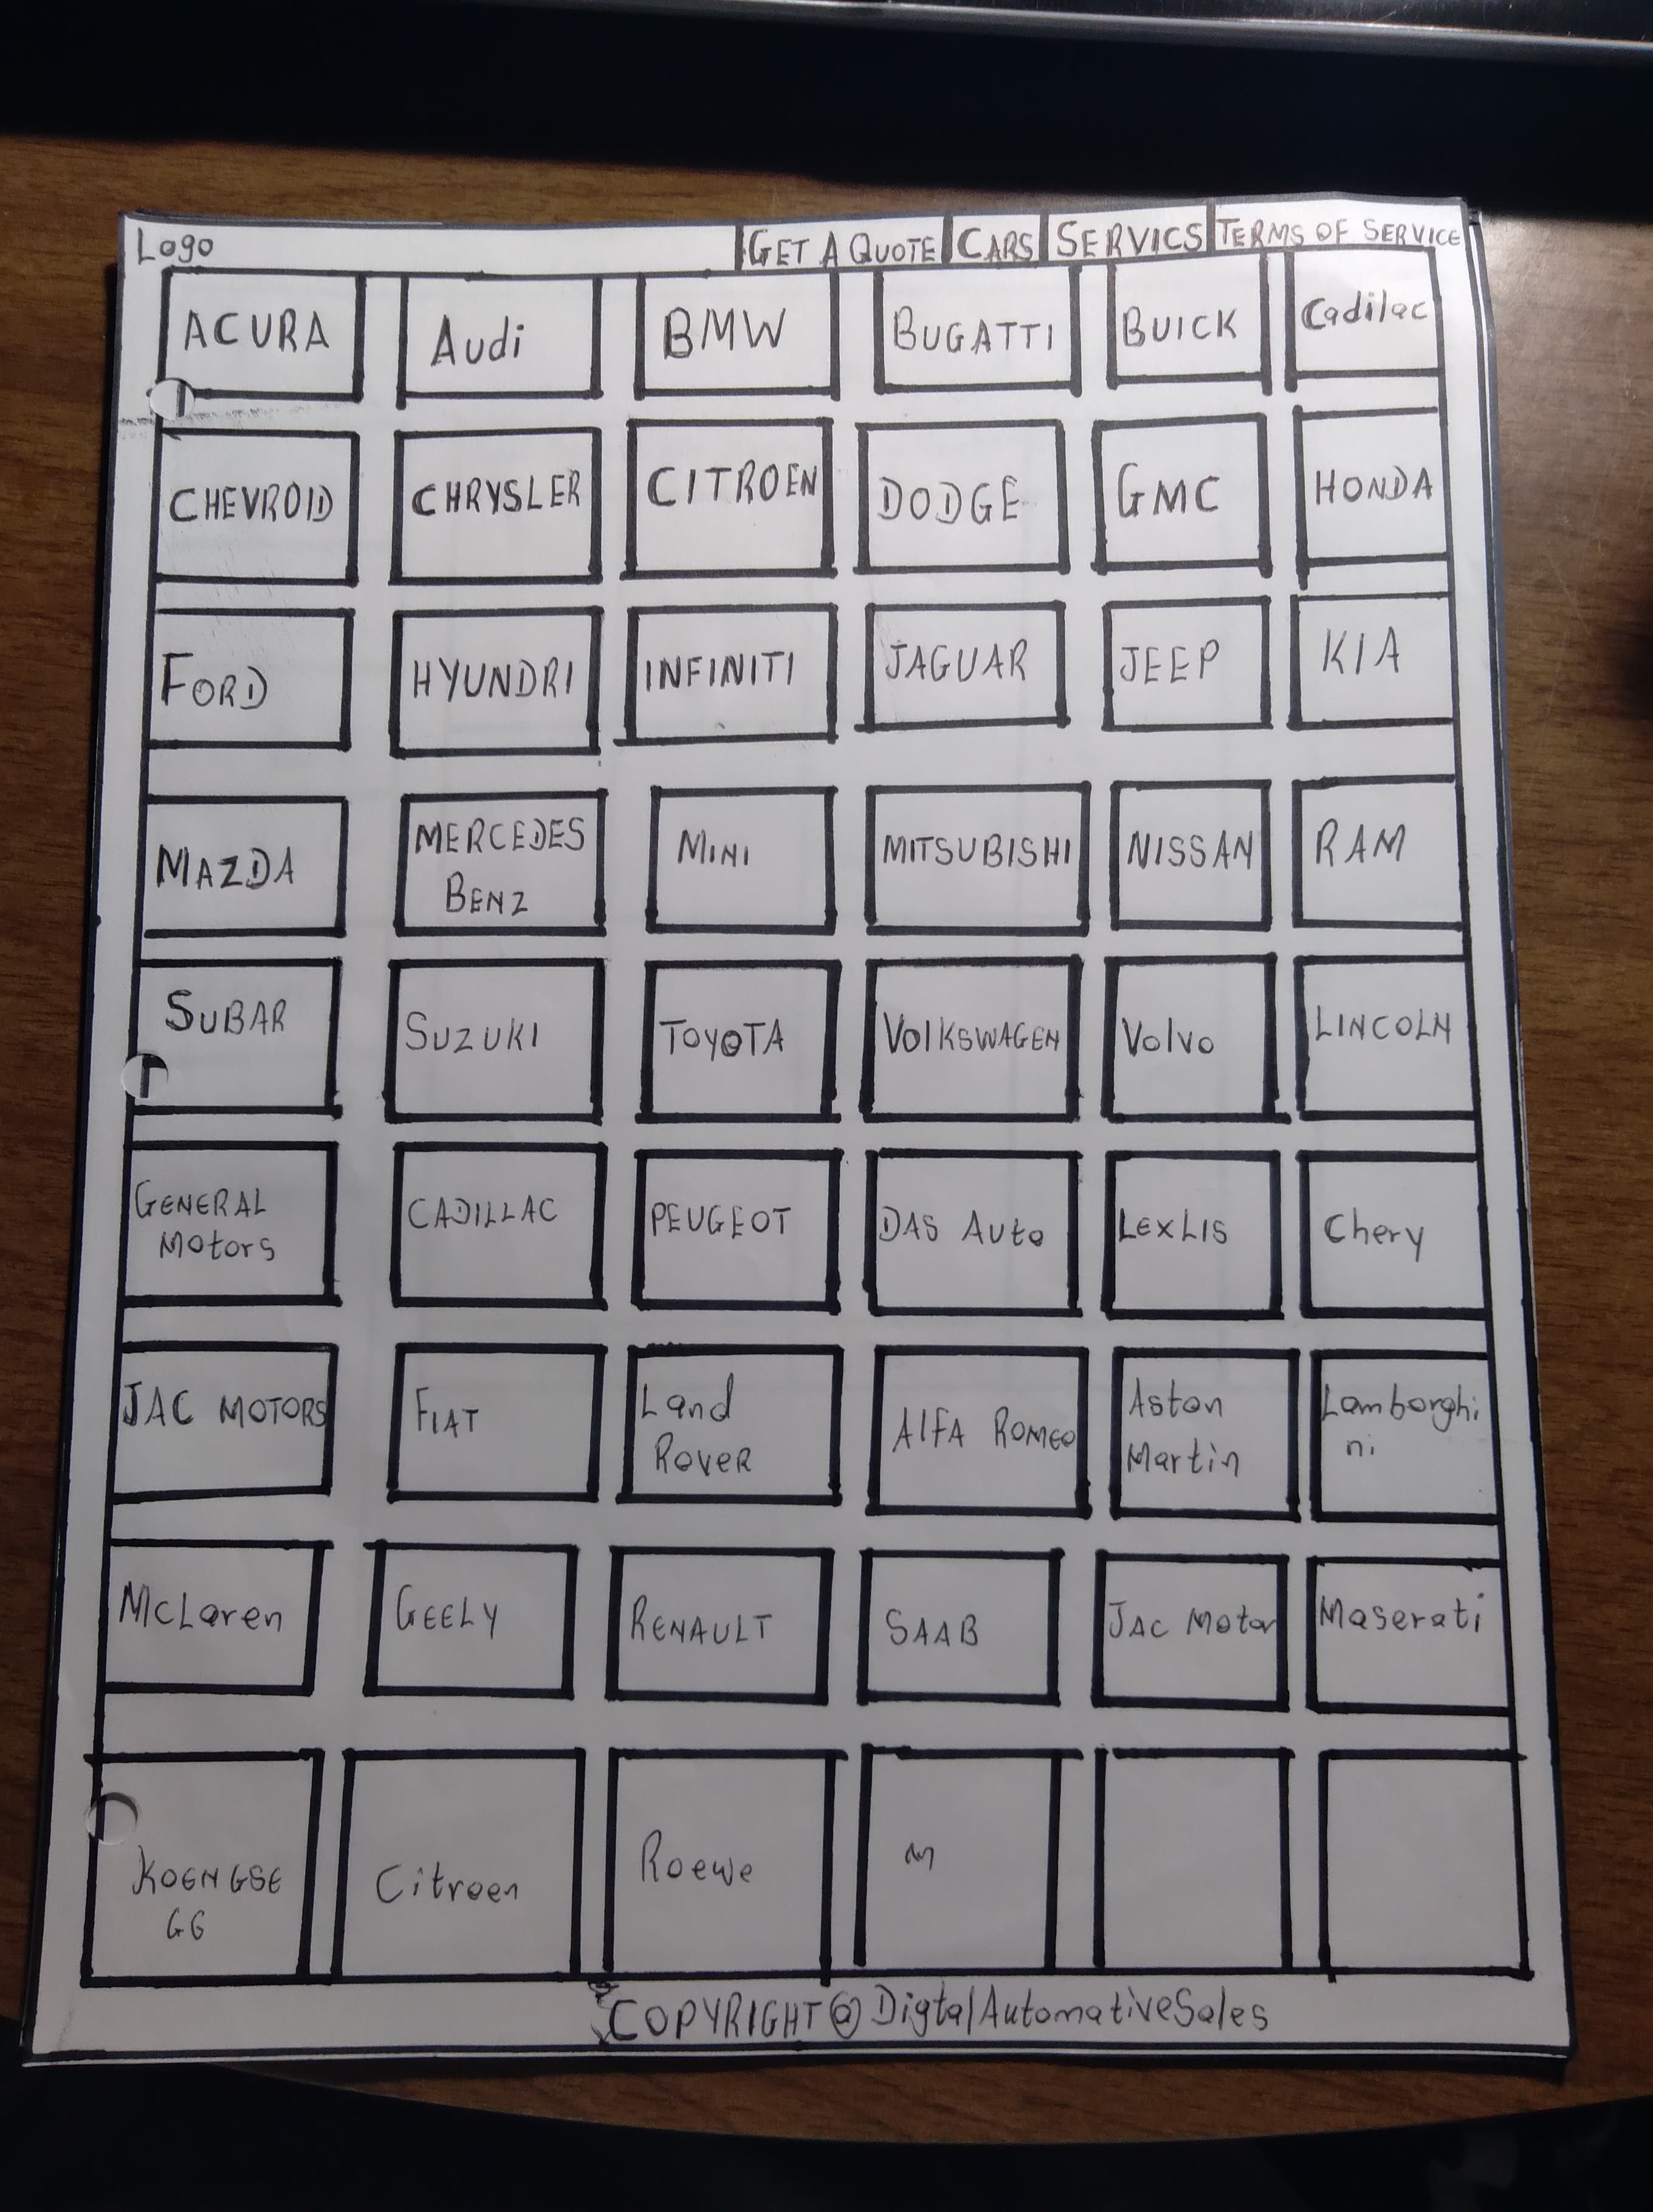 Logo
GET A QUOTE CARS SERVICS TERMS OF SERVICE
ACURA Audi BMW BUGATTI BUICK Cadilac
CHEVROID CHRYSLER CITROEN DODGE GMC HONDA
FORD HYUNDRI INFINITI JAGUAR JEEP KIA
MAZDA MERCEDES BENZ MINI MITSUBISHI NISSAN RAM
SUBAR SUZUKI TOYOTA VOlKSWAGEN Volvo LINCOLN
GENERAL Motors CADILLAC PEUGEOT DAS Auto LEXLIS Chery
JAC MOTORS FIAT Land Rover AlFA ROMEO Aston Martin Lamborghi ni
McLaren GEELY RENAULT SAAB JAC Motor Maserati
KOENGSE GG Citroen Roewe
COPYRIGHT@DigtalAutomativeSales